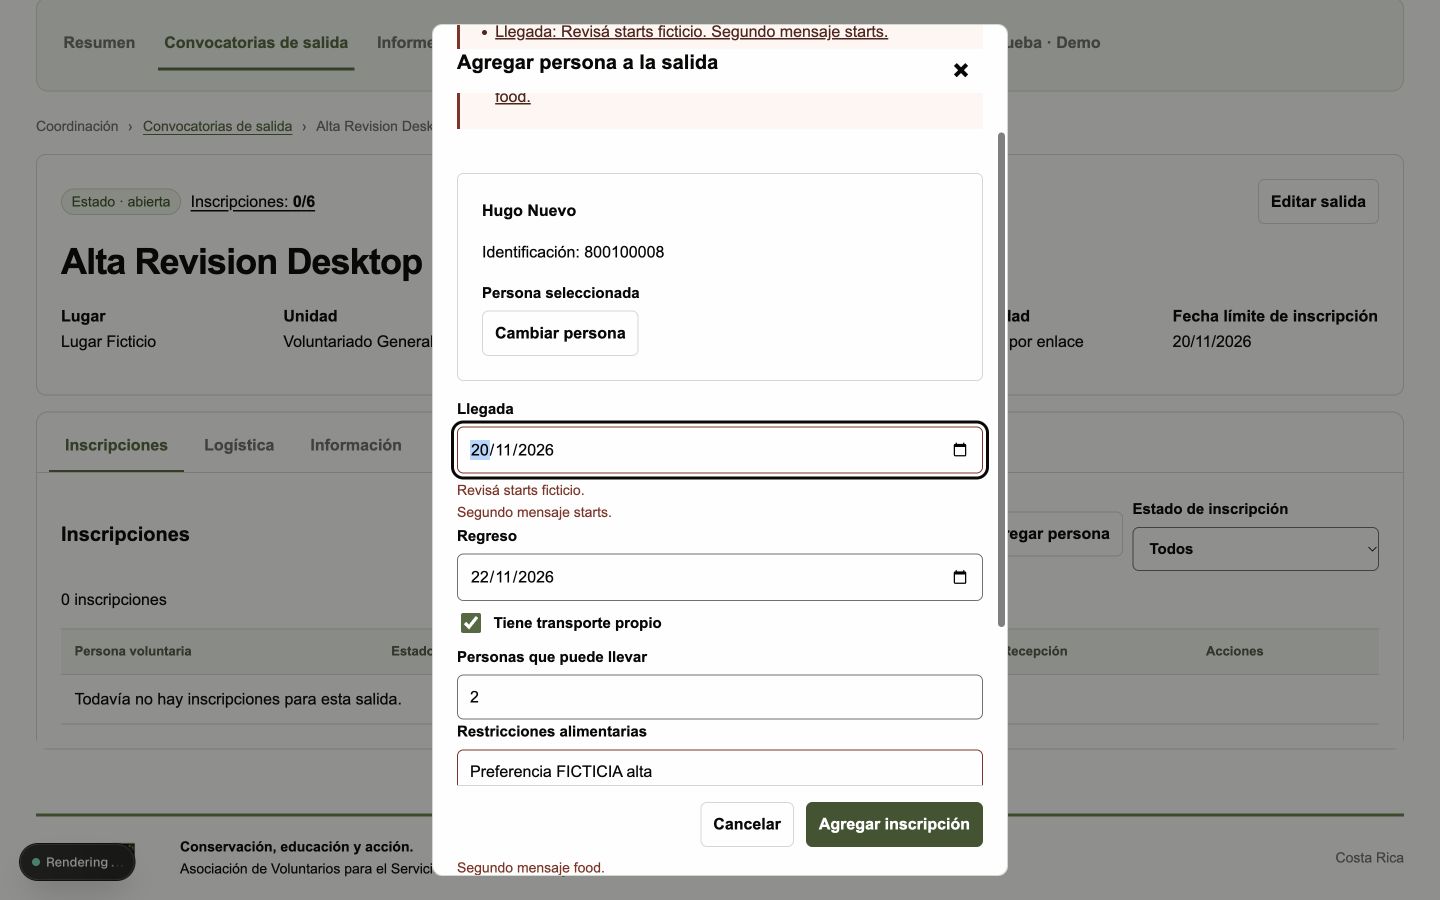 Resumen Convocatorias de salida Informe ueba · Demo
Coordinación › Convocatorias de salida › Alta Revision Desk
Estado · abierta Inscripciones: 0/6
Editar salida
Alta Revision Desktop
Lugar Unidad dad Fecha límite de inscripción
Lugar Ficticio Voluntariado General por enlace 20/11/2026
Inscripciones Logística Información
Inscripciones
regar persona
Estado de inscripción
Todos
0 inscripciones
Persona voluntaria Estado Recepción Acciones
Todavía no hay inscripciones para esta salida.
Conservación, educación y acción.
Asociación de Voluntarios para el Servici
Costa Rica
Rendering ...
• Llegada: Revisá starts ficticio. Segundo mensaje starts.
Agregar persona a la salida
food.
Hugo Nuevo
Identificación: 800100008
Persona seleccionada
Cambiar persona
Llegada
20/11/2026
Revisá starts ficticio.
Segundo mensaje starts.
Regreso
22/11/2026
Tiene transporte propio
Personas que puede llevar
2
Restricciones alimentarias
Preferencia FICTICIA alta
Cancelar Agregar inscripción
Segundo mensaje food.